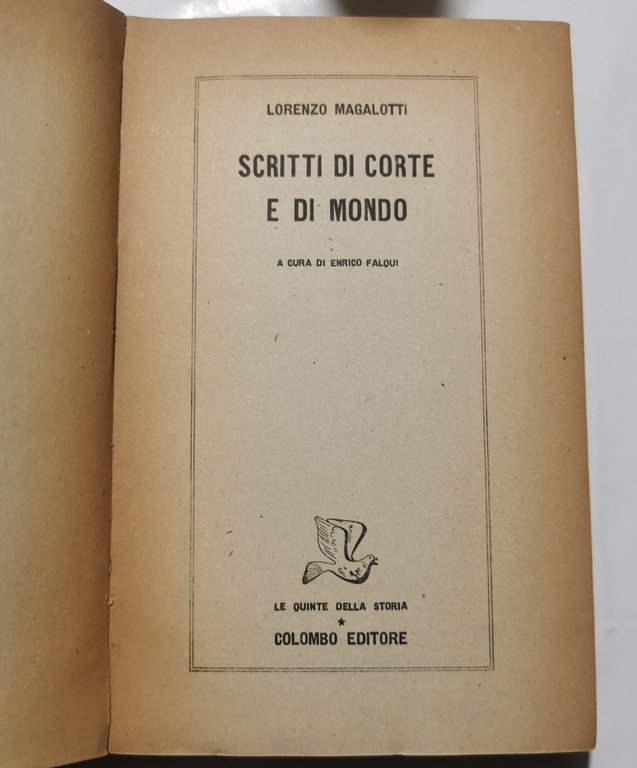 LORENZO MAGALOTTI
SCRITTI DI CORTE
E DI MONDO
A CURA DI ENRICO FALQUI
LE QUINTE DELLA STORIA
★
COLOMBO EDITORE